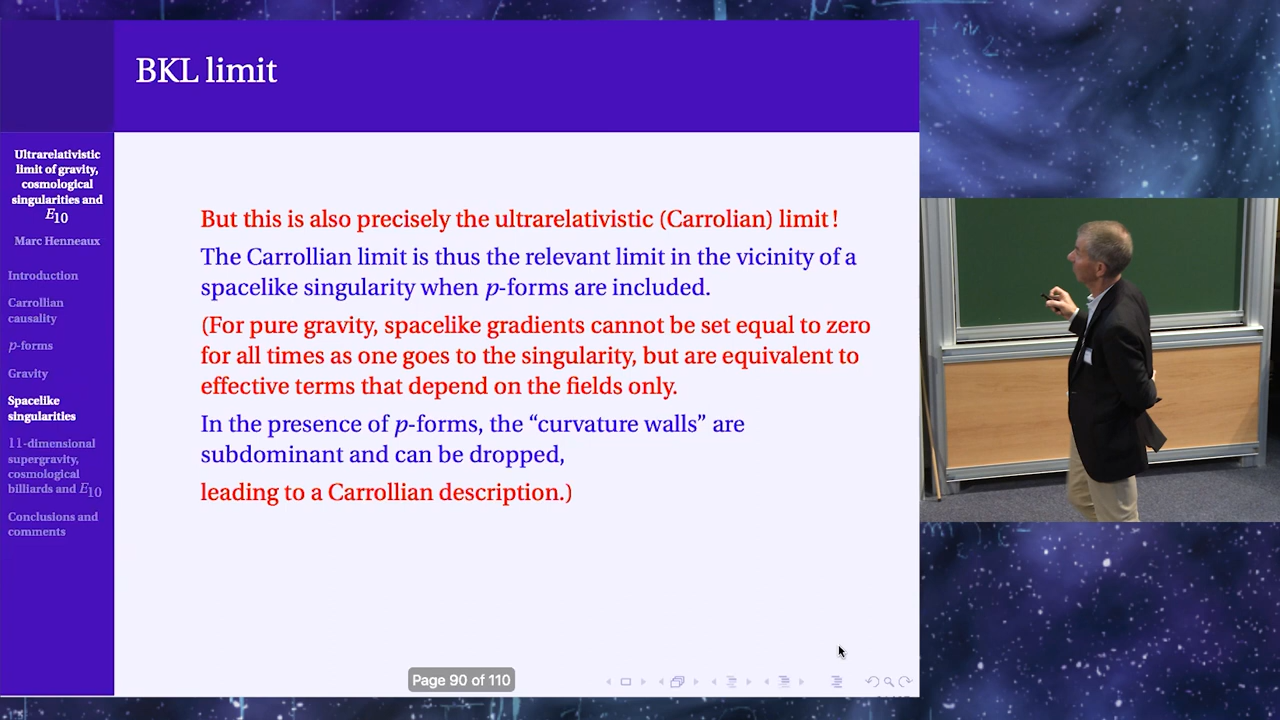 BKL limit
Ultrarelativistic
limit of gravity,
cosmological
singularities and
E10
Marc Henneaux
Introduction
Carrollian
causality
p-forms
Gravity
Spacelike
singularities
11-dimensional
supergravity,
cosmological
billiards and E10
Conclusions and
comments
But this is also precisely the ultrarelativistic (Carrolian) limit!
The Carrollian limit is thus the relevant limit in the vicinity of a
spacelike singularity when p-forms are included.
(For pure gravity, spacelike gradients cannot be set equal to zero
for all times as one goes to the singularity, but are equivalent to
effective terms that depend on the fields only.
In the presence of p-forms, the “curvature walls” are
subdominant and can be dropped,
leading to a Carrollian description.)
Page 90 of 110